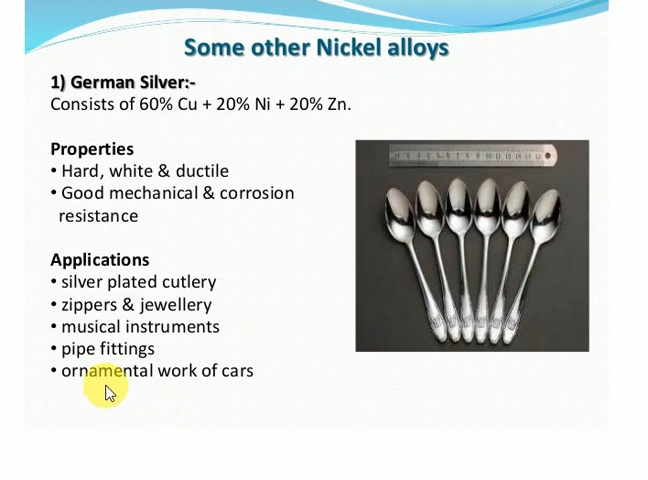 Some other Nickel alloys
1) German Silver:-
Consists of 60% Cu + 20% Ni + 20% Zn.
Properties
• Hard, white & ductile
• Good mechanical & corrosion
resistance
Applications
• silver plated cutlery
• zippers & jewellery
• musical instruments
• pipe fittings
• ornamental work of cars